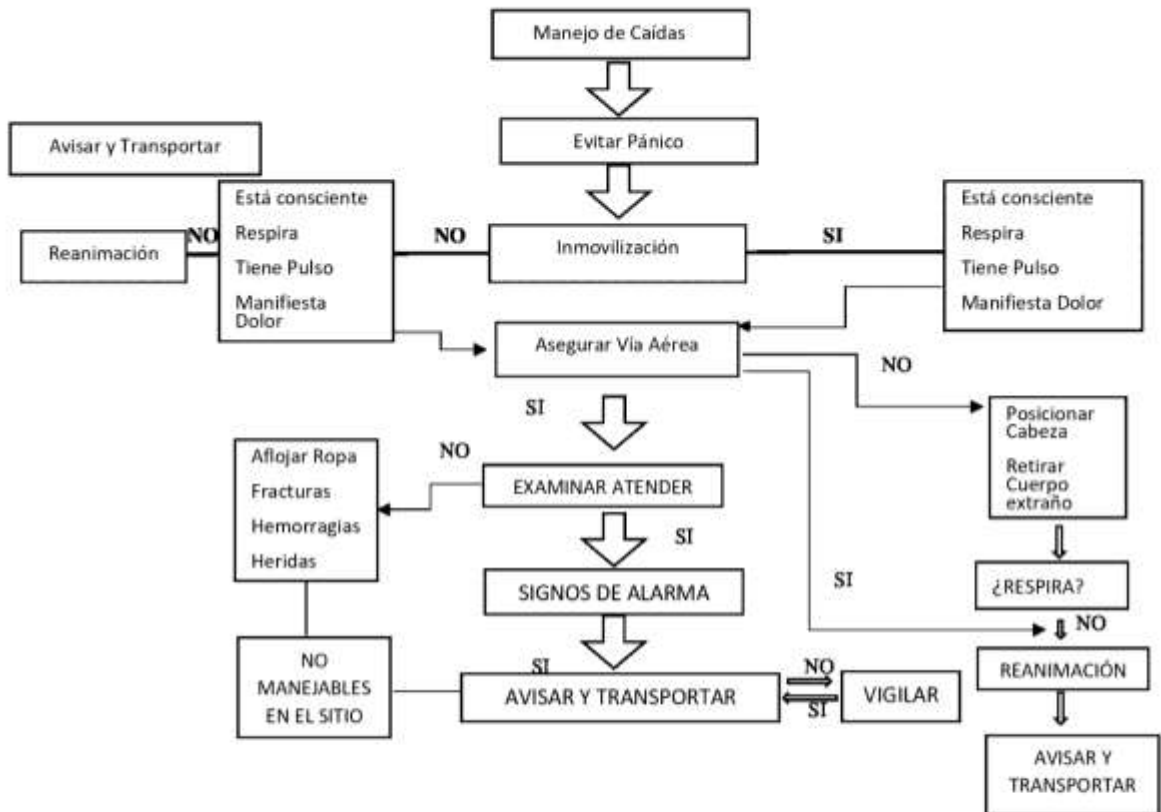 Manejo de Caídas
Evitar Pánico
Avisar y Transportar
Está consciente
Respira
Tiene Pulso
Manifiesta
Dolor
NO
Reanimación
NO
Inmovilización
SI
Está consciente
Respira
Tiene Pulso
Manifiesta Dolor
Asegurar Vía Aérea
NO
SI
Posicionar
Cabeza
Retirar
Cuerpo
extraño
NO
Aflojar Ropa
Fracturas
Hemorragias
Heridas
EXAMINAR ATENDER
SI
SIGNOS DE ALARMA
SI
¿RESPIRA?
NO
REANIMACIÓN
NO
MANEJABLES
EN EL SITIO
SI
AVISAR Y TRANSPORTAR
NO
SI
VIGILAR
AVISAR Y
TRANSPORTAR